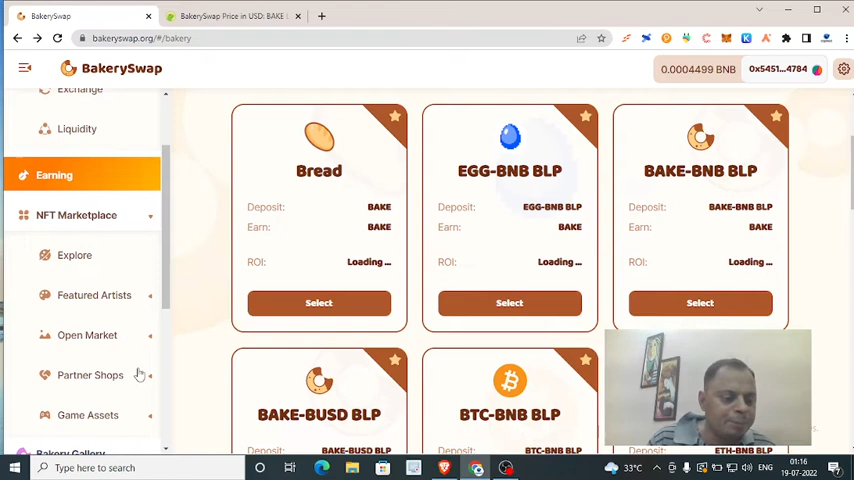 BakerySwap
BakerySwap Price in USD: BAKE
bakeryswap.org/#/bakery
BakerySwap
0.0004499 BNB
0x5451...4784
Exchange
Liquidity
Earning
NFT Marketplace
Explore
Featured Artists
Open Market
Partner Shops
Game Assets
Bakery Gallery
Bread
Deposit: BAKE
Earn: BAKE
ROI: Loading ...
Select
EGG-BNB BLP
Deposit: EGG-BNB BLP
Earn: BAKE
ROI: Loading ...
Select
BAKE-BNB BLP
Deposit: BAKE-BNB BLP
Earn: BAKE
ROI: Loading ...
Select
BAKE-BUSD BLP
Deposit: BAKE-BUSD BLP
BTC-BNB BLP
Deposit: BTC-BNB BLP
ETH-BNB BLP
Type here to search
33°C
ENG
01:16
19-07-2022